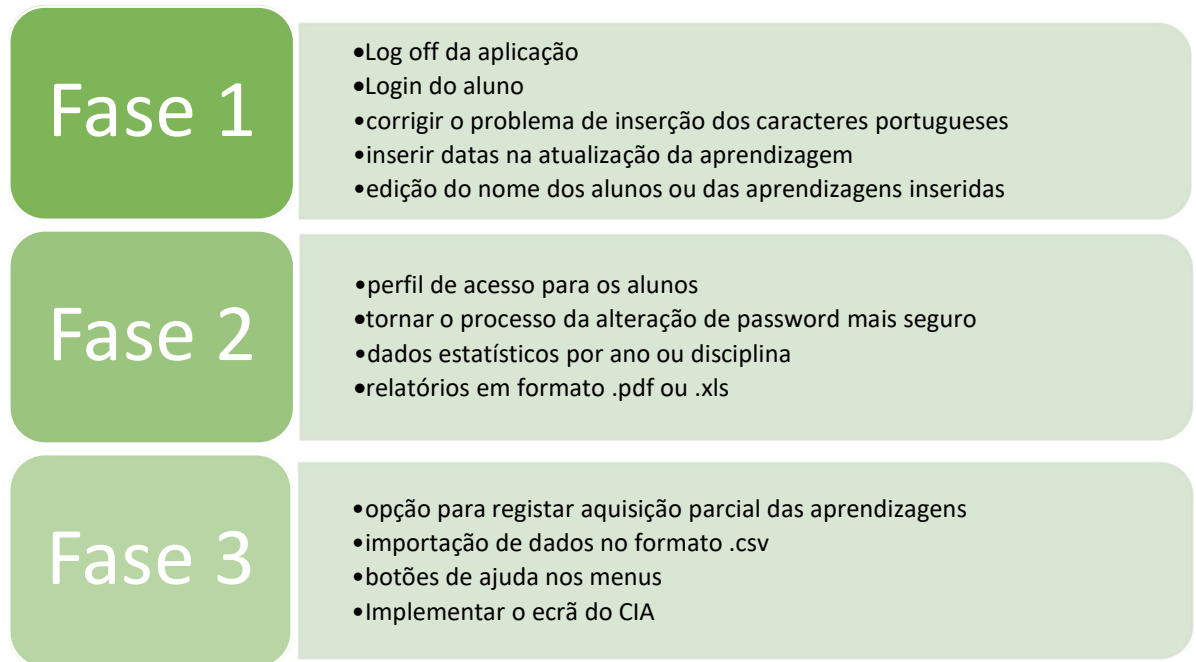 Fase 1
•Log off da aplicação
•Login do aluno
•corrigir o problema de inserção dos caracteres portugueses
•inserir datas na atualização da aprendizagem
•edição do nome dos alunos ou das aprendizagens inseridas
Fase 2
•perfil de acesso para os alunos
•tornar o processo da alteração de password mais seguro
•dados estatísticos por ano ou disciplina
•relatórios em formato .pdf ou .xls
Fase 3
•opção para registar aquisição parcial das aprendizagens
•importação de dados no formato .csv
•botões de ajuda nos menus
•Implementar o ecrã do CIA